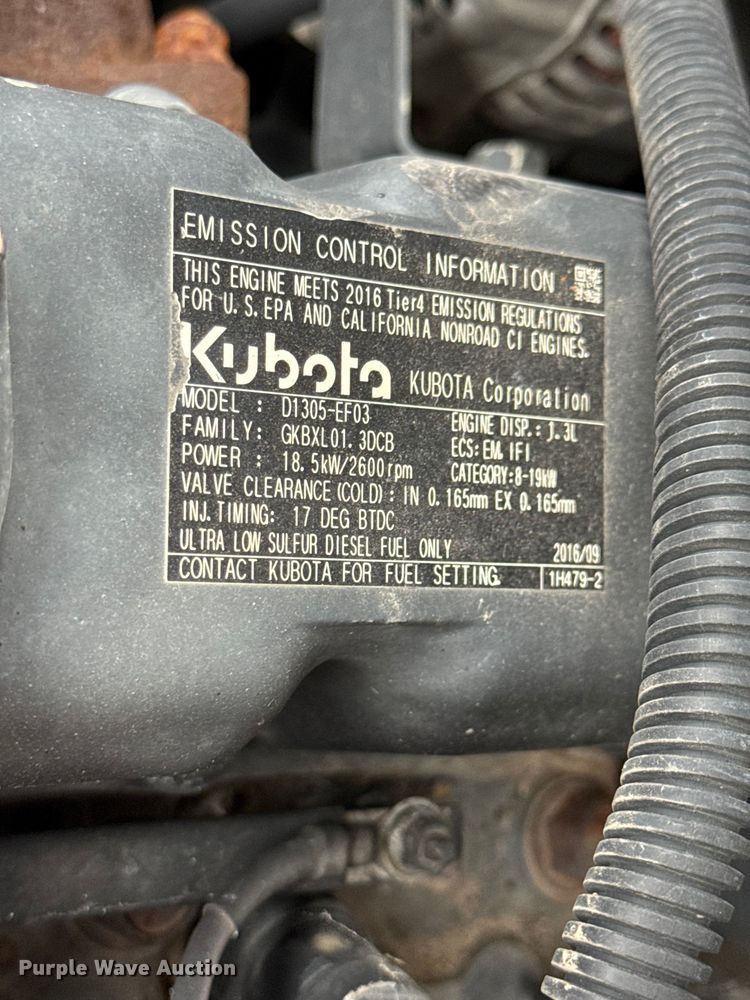 EMISSION CONTROL INFORMATION
THIS ENGINE MEETS 2016 Tier4 EMISSION REGULATIONS
FOR U.S. EPA AND CALIFORNIA NONROAD CI ENGINES.
Kubota KUBOTA Corporation
MODEL : D1305-EF03 ENGINE DISP.: 1.3L
FAMILY: GKBXL01.3DCB ECS: EM, IFI
POWER : 18.5kW/2600rpm CATEGORY:8-19kW
VALVE CLEARANCE (COLD) : IN 0.165mm EX 0.165mm
INJ. TIMING: 17 DEG BTDC
ULTRA LOW SULFUR DIESEL FUEL ONLY 2016/09
CONTACT KUBOTA FOR FUEL SETTING. 1H479-2
Purple Wave Auction